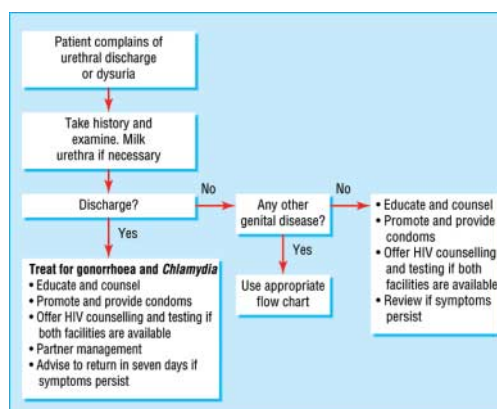 Patient complains of
urethral discharge
or dysuria
Take history and
examine. Milk
urethra if necessary
Discharge?
No
Any other
genital disease?
No
• Educate and counsel
• Promote and provide
condoms
• Offer HIV counselling
and testing if both
facilities are available
• Review if symptoms
persist
Yes
Yes
Use appropriate
flow chart
Treat for gonorrhoea and Chlamydia
• Educate and counsel
• Promote and provide condoms
• Offer HIV counselling and testing if
both facilities are available
• Partner management
• Advise to return in seven days if
symptoms persist